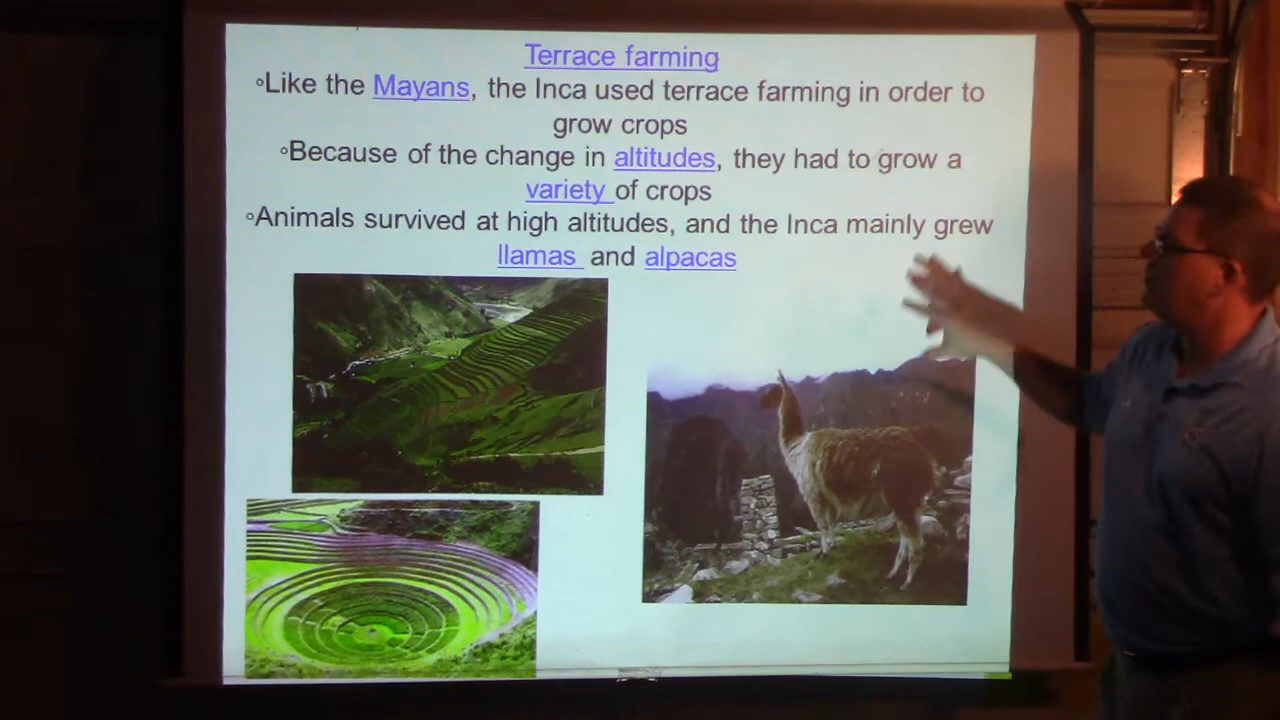 Terrace farming
◦Like the Mayans, the Inca used terrace farming in order to
grow crops
◦Because of the change in altitudes, they had to grow a
variety of crops
◦Animals survived at high altitudes, and the Inca mainly grew
llamas and alpacas